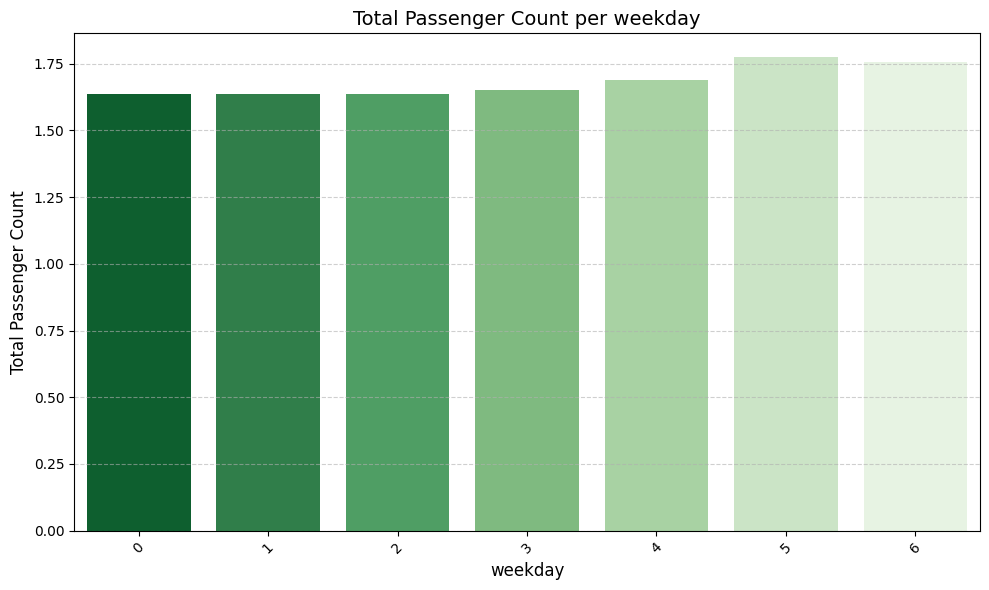 Total Passenger Count per weekday
Total Passenger Count
1.75
1.50
1.25
1.00
0.75
0.50
0.25
0.00
0 1 2 3 4 5 6
weekday